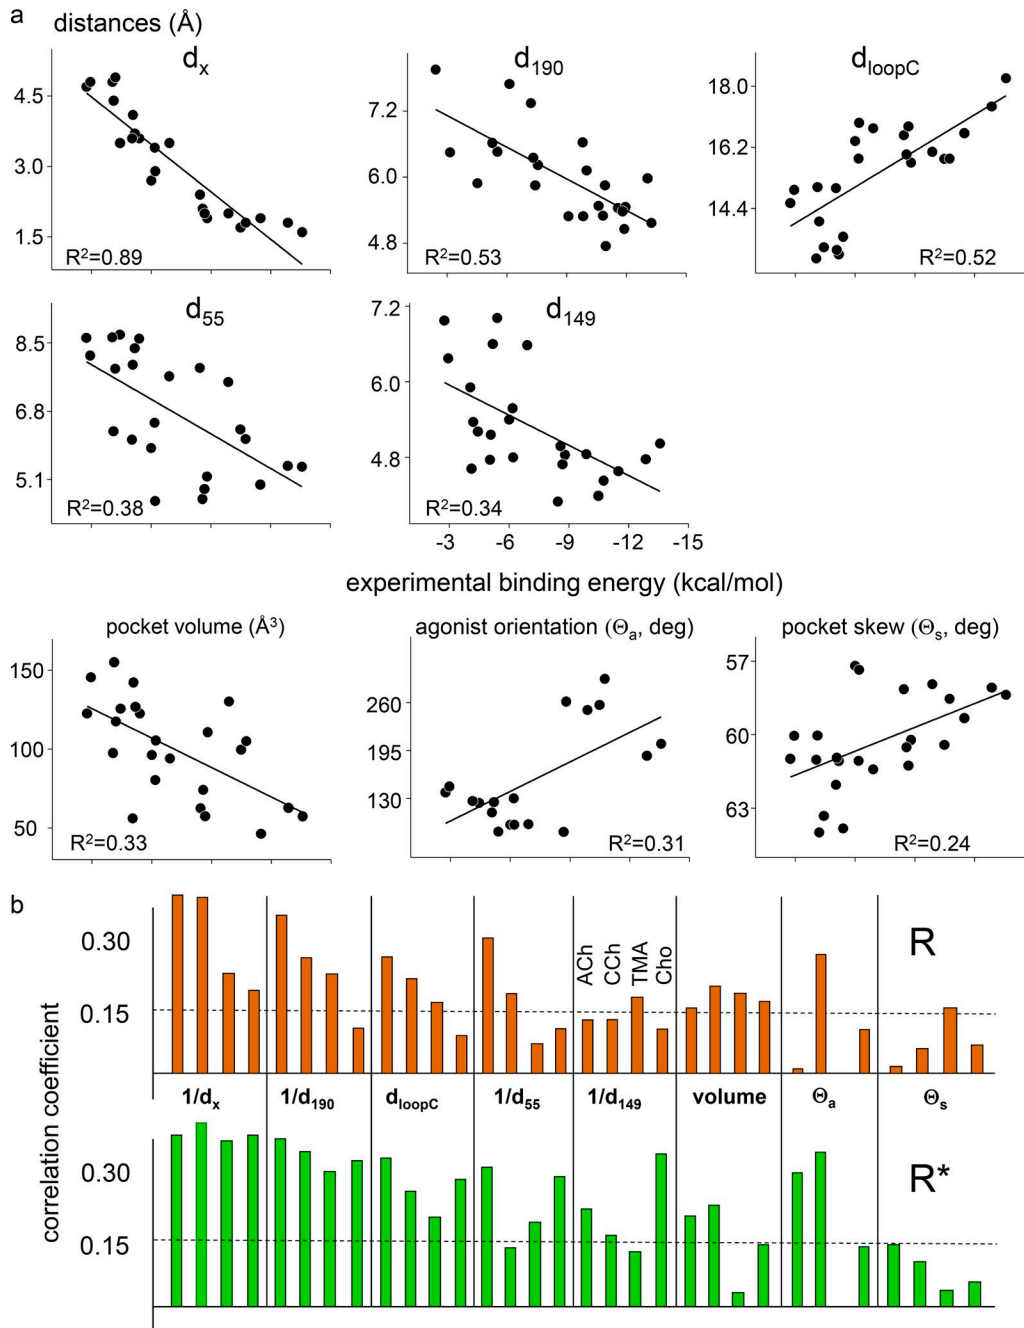 a
distances (Å)
dx
4.5
3.0
1.5
R²=0.89
d190
7.2
6.0
4.8
R²=0.53
dloopC
18.0
16.2
14.4
R²=0.52
d55
8.5
6.8
5.1
R²=0.38
d149
7.2
6.0
4.8
R²=0.34
-3 -6 -9 -12 -15
experimental binding energy (kcal/mol)
pocket volume (Å³)
150
100
50
R²=0.33
agonist orientation (Θa, deg)
260
195
130
R²=0.31
pocket skew (Θs, deg)
57
60
63
R²=0.24
b
correlation coefficient
0.30
0.15
ACh
CCh
TMA
Cho
R
1/dx 1/d190 dloopC 1/d55 1/d149 volume Θa Θs
0.30
0.15
R*